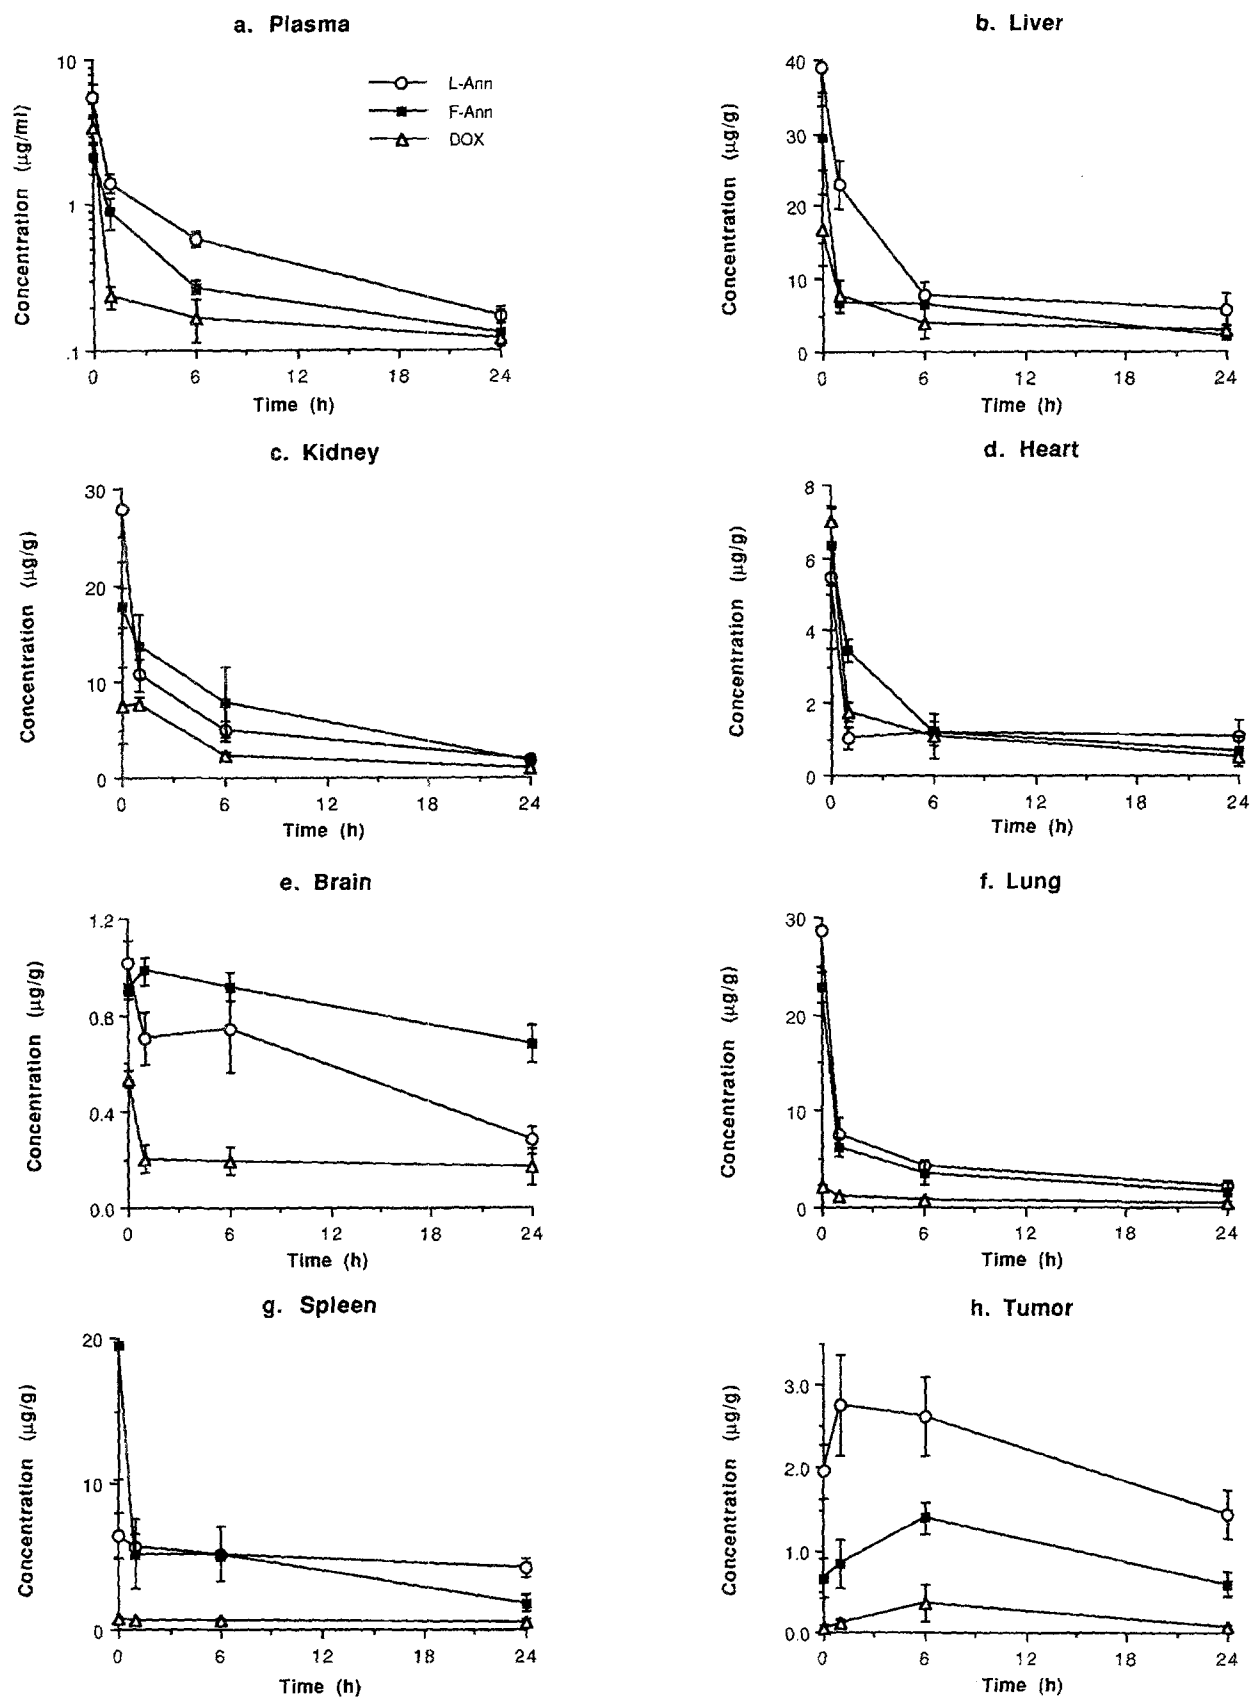 a. Plasma
10
1
.1
Concentration (µg/ml)
L-Ann
F-Ann
DOX
0 6 12 18 24
Time (h)
b. Liver
40
30
20
10
0
Concentration (µg/g)
0 6 12 18 24
Time (h)
c. Kidney
30
20
10
0
Concentration (µg/g)
0 6 12 18 24
Time (h)
d. Heart
8
6
4
2
0
Concentration (µg/g)
0 6 12 18 24
Time (h)
e. Brain
1.2
0.8
0.4
0.0
Concentration (µg/g)
0 6 12 18 24
Time (h)
f. Lung
30
20
10
0
Concentration (µg/g)
0 6 12 18 24
Time (h)
g. Spleen
20
10
0
Concentration (µg/g)
0 6 12 18 24
Time (h)
h. Tumor
3.0
2.0
1.0
0.0
Concentration (µg/g)
0 6 12 18 24
Time (h)